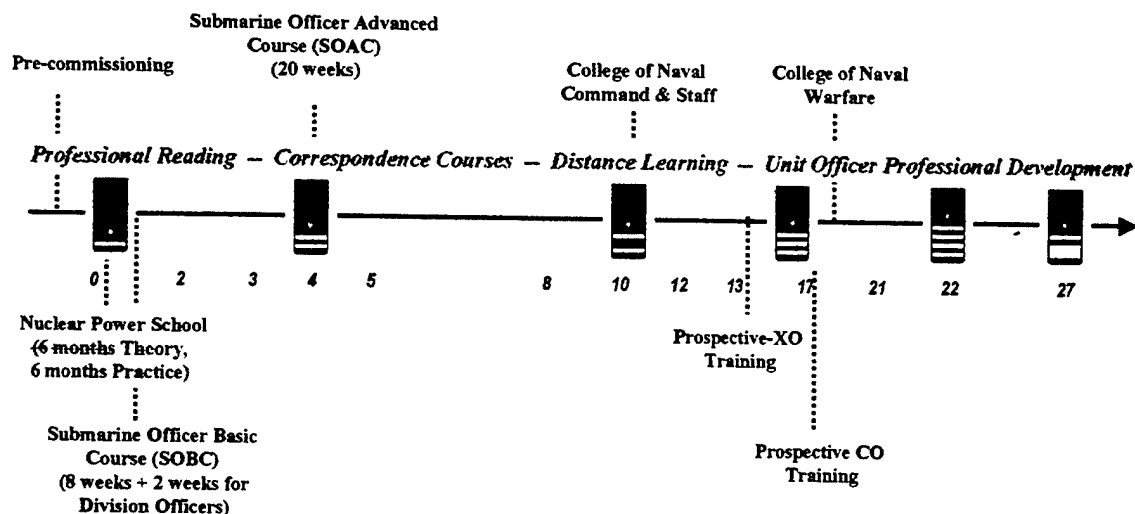 Submarine Officer Advanced
Course (SOAC)
(20 weeks)
Pre-commissioning
College of Naval
Command & Staff
College of Naval
Warfare
Professional Reading – Correspondence Courses – Distance Learning – Unit Officer Professional Development
0 2 3 4 5 8 10 12 13 17 21 22 27
Nuclear Power School
(6 months Theory,
6 months Practice)
Prospective-XO
Training
Submarine Officer Basic
Course (SOBC)
(8 weeks + 2 weeks for
Division Officers)
Prospective CO
Training